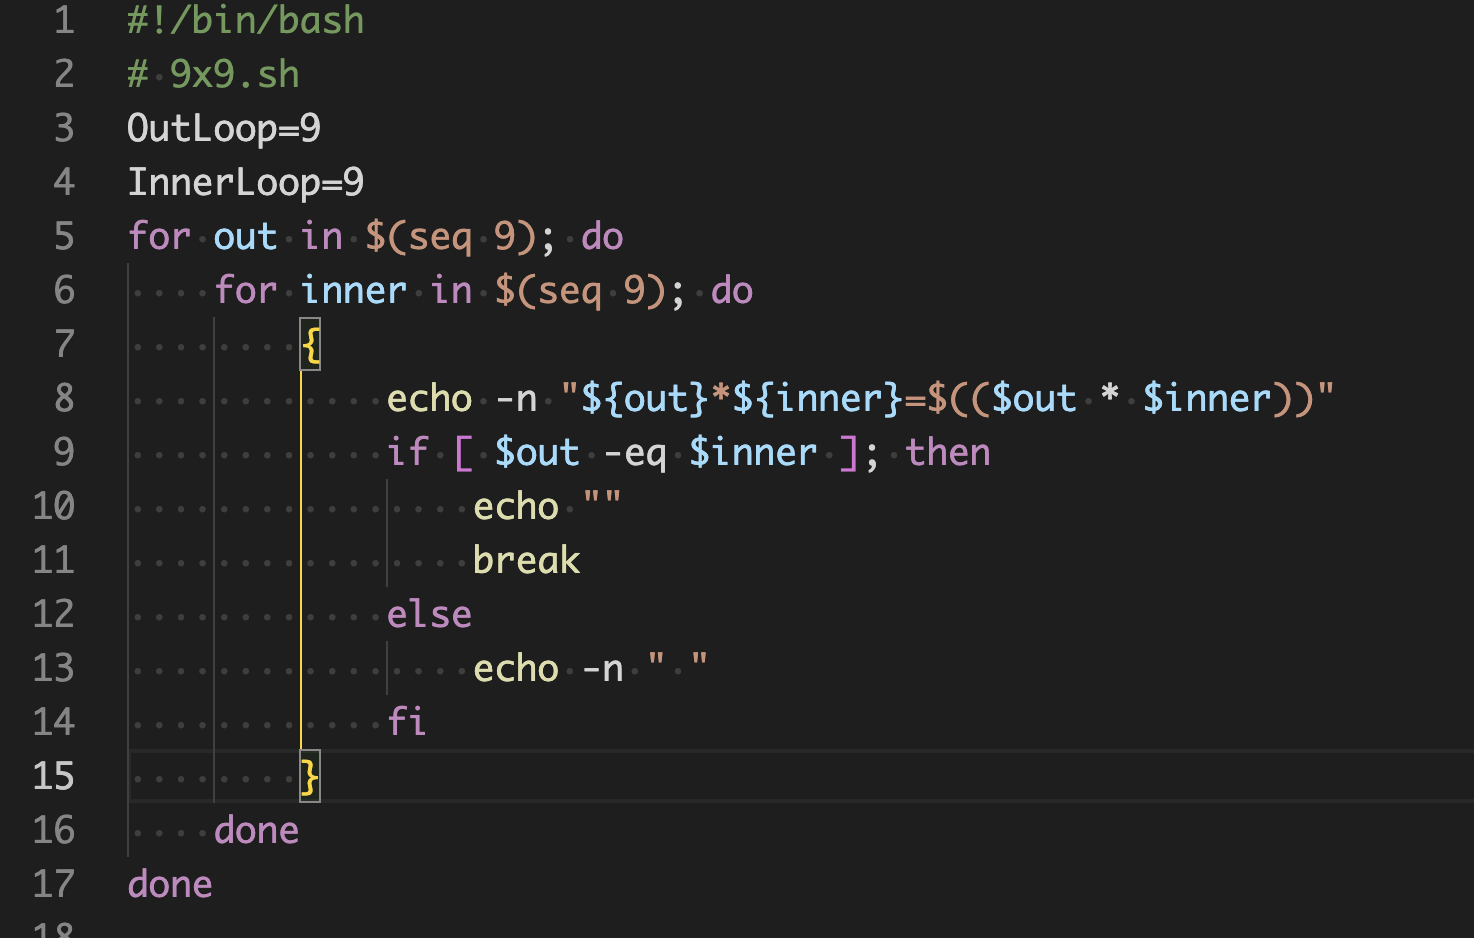 1 #!/bin/bash
2 # 9x9.sh
3 OutLoop=9
4 InnerLoop=9
5 for out in $(seq 9); do
6     for inner in $(seq 9); do
7         {
8             echo -n "${out}*${inner}=$(($out * $inner))"
9             if [ $out -eq $inner ]; then
10                 echo ""
11                 break
12             else
13                 echo -n " "
14             fi
15         }
16     done
17 done
18